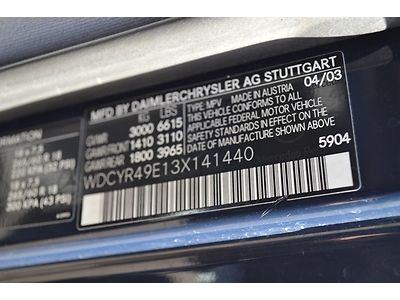 MFD BY DAIMLERCHRYSLER AG STUTTGART
KG LB TYPE MPV MADE IN AUSTRIA 04/03
GVWR 3000 6615 THIS VEHICLE CONFORMS TO ALL
GAWR/FRONT 1410 3110 APPLICABLE U.S. FEDERAL MOTOR VEHICLE
GAWR/REAR 1800 3965 SAFETY STANDARDS IN EFFECT ON THE
DATE OF MANUFACTURE SHOWN ABOVE
WDCYR49E13X141440 5904